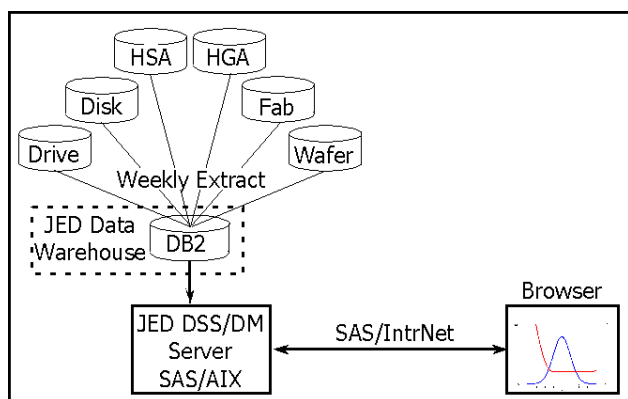 HSA
HGA
Disk
Fab
Drive
Wafer
Weekly Extract
JED Data
Warehouse
DB2
Browser
JED DSS/DM
Server
SAS/AIX
SAS/IntrNet